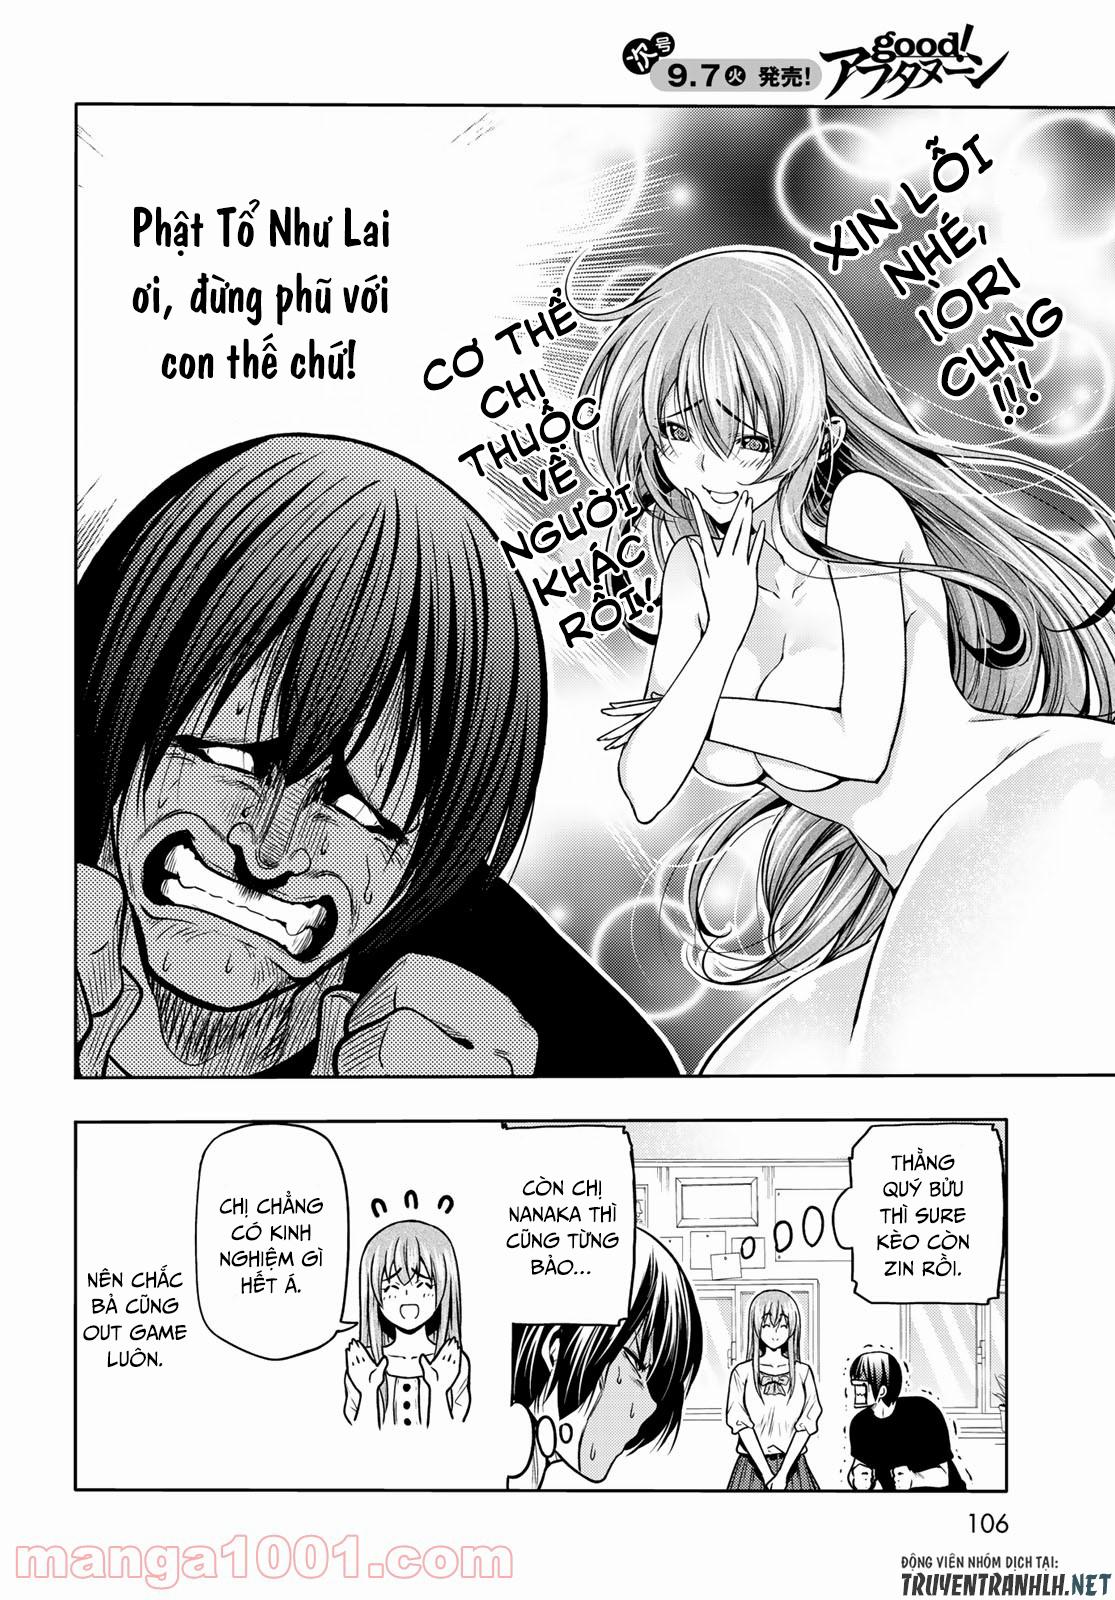 次号
9.7火 発売!
good!
アフタヌーン
XIN LỖI
NHÉ,
IORI
CƯNG
!!!
CƠ THỂ
CHỊ
THUỘC
VỀ
NGƯỜI
KHÁC
RỒI!
Phật Tổ Như Lai
ơi, đừng phũ với
con thế chứ!
THẰNG
QUÝ BỬU
THÌ SURE
KÈO CÒN
ZIN RỒI.
CÒN CHỊ
NANAKA THÌ
CŨNG TỪNG
BẢO...
CHỊ CHẲNG
CÓ KINH
NGHIỆM GÌ
HẾT Á.
NÊN CHẮC
BẢ CŨNG
OUT GAME
LUÔN.
106
manga1001.com
ĐỘNG VIÊN NHÓM DỊCH TẠI:
TRUYENTRANHLH.NET